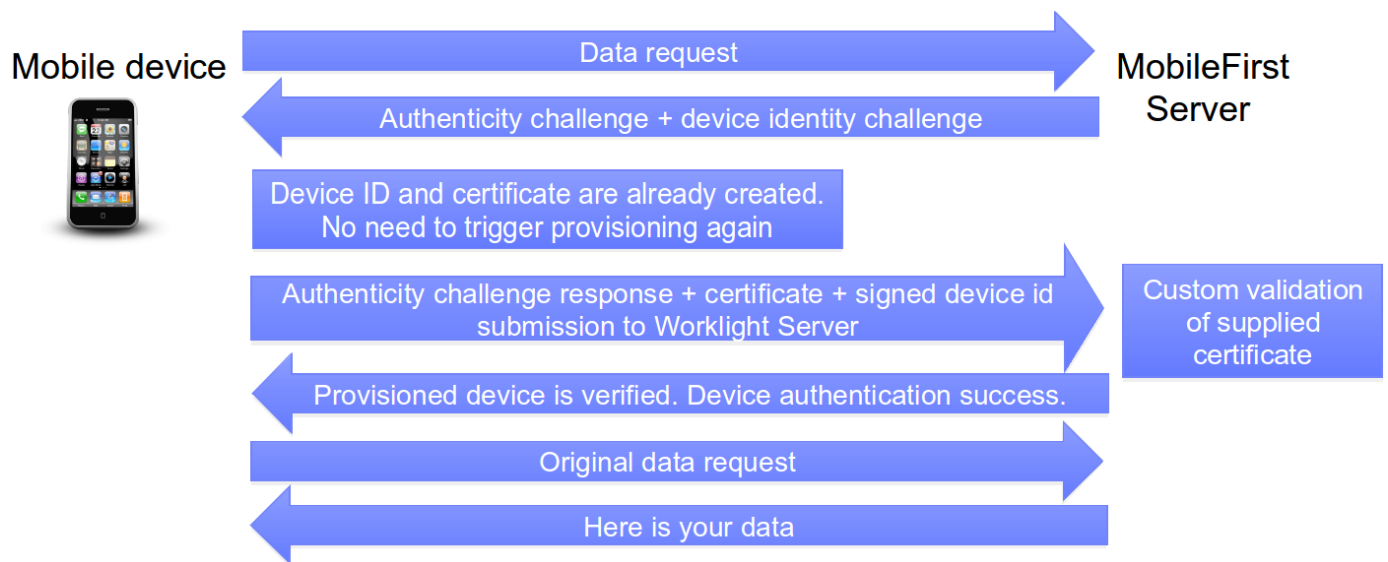 Data request
Mobile device
MobileFirst
Server
Authenticity challenge + device identity challenge
Device ID and certificate are already created.
No need to trigger provisioning again
Authenticity challenge response + certificate + signed device id
submission to Worklight Server
Custom validation
of supplied
certificate
Provisioned device is verified. Device authentication success.
Original data request
Here is your data